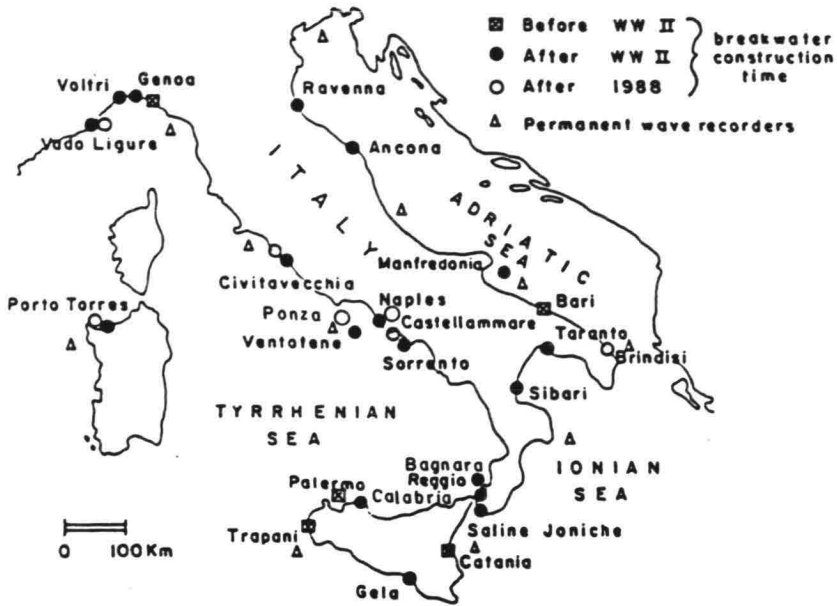 Before WW II
After WW II
After 1988
breakwater
construction
time
Permanent wave recorders
Voltri
Genoa
Vado Ligure
Ravenna
Ancona
ITALY
ADRIATIC
SEA
Manfredonia
Civitavecchia
Bari
Porto Torres
Ponza
Naples
Castellammare
Ventotene
Sorrento
Taranto
Brindisi
Sibari
TYRRHENIAN
SEA
Bagnara
Reggio
Calabria
IONIAN
SEA
Palermo
Trapani
Saline Joniche
Catania
Gela
0 100 Km